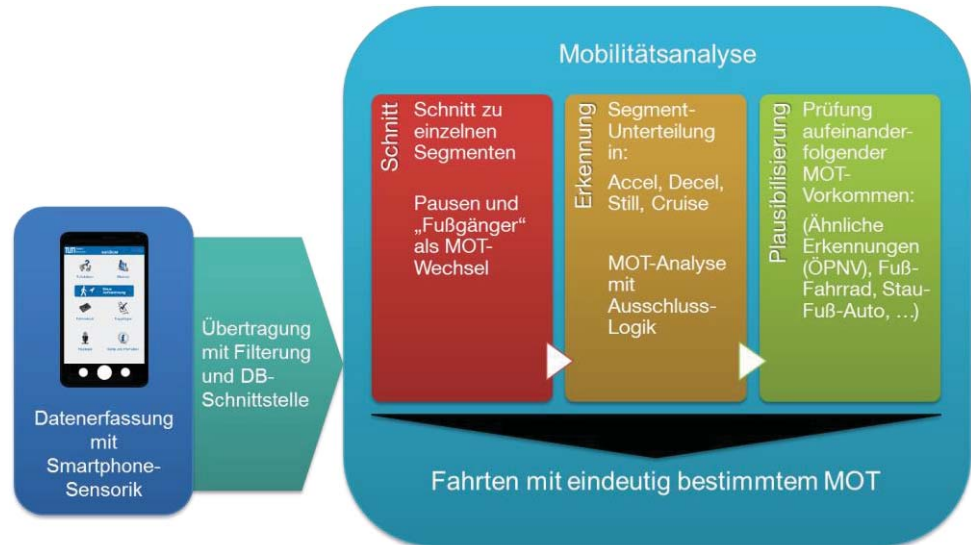 Mobilitätsanalyse
Schnitt
Schnitt zu
einzelnen
Segmenten
Pausen und
„Fußgänger“
als MOT-
Wechsel
Erkennung
Segment-
Unterteilung
in:
Accel, Decel,
Still, Cruise
MOT-Analyse
mit
Ausschluss-
Logik
Plausibilisierung
Prüfung
aufeinander-
folgender
MOT-
Vorkommen:
(Ähnliche
Erkennungen
(ÖPNV), Fuß-
Fahrrad, Stau-
Fuß-Auto, …)
Übertragung
mit Filterung
und DB-
Schnittstelle
Datenerfassung
mit
Smartphone-
Sensorik
Fahrten mit eindeutig bestimmtem MOT